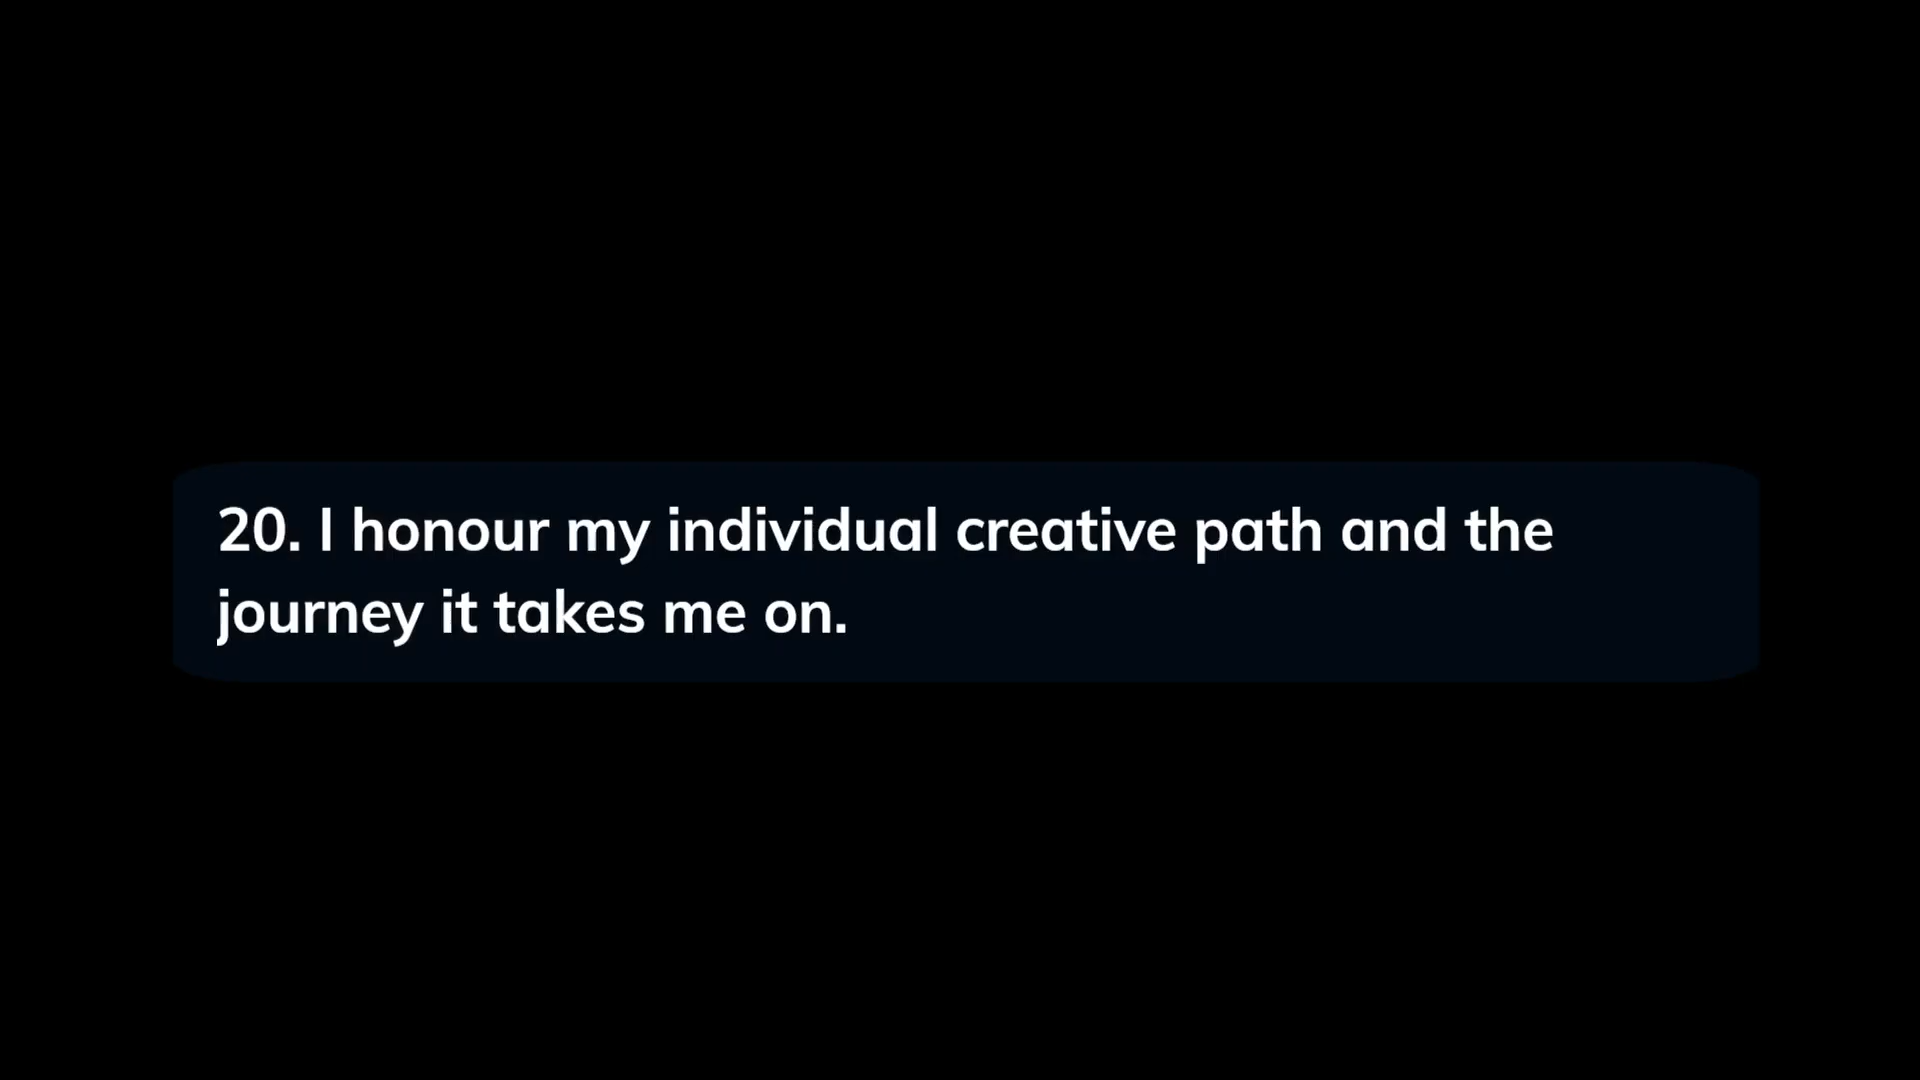 20. I honour my individual creative path and the
journey it takes me on.